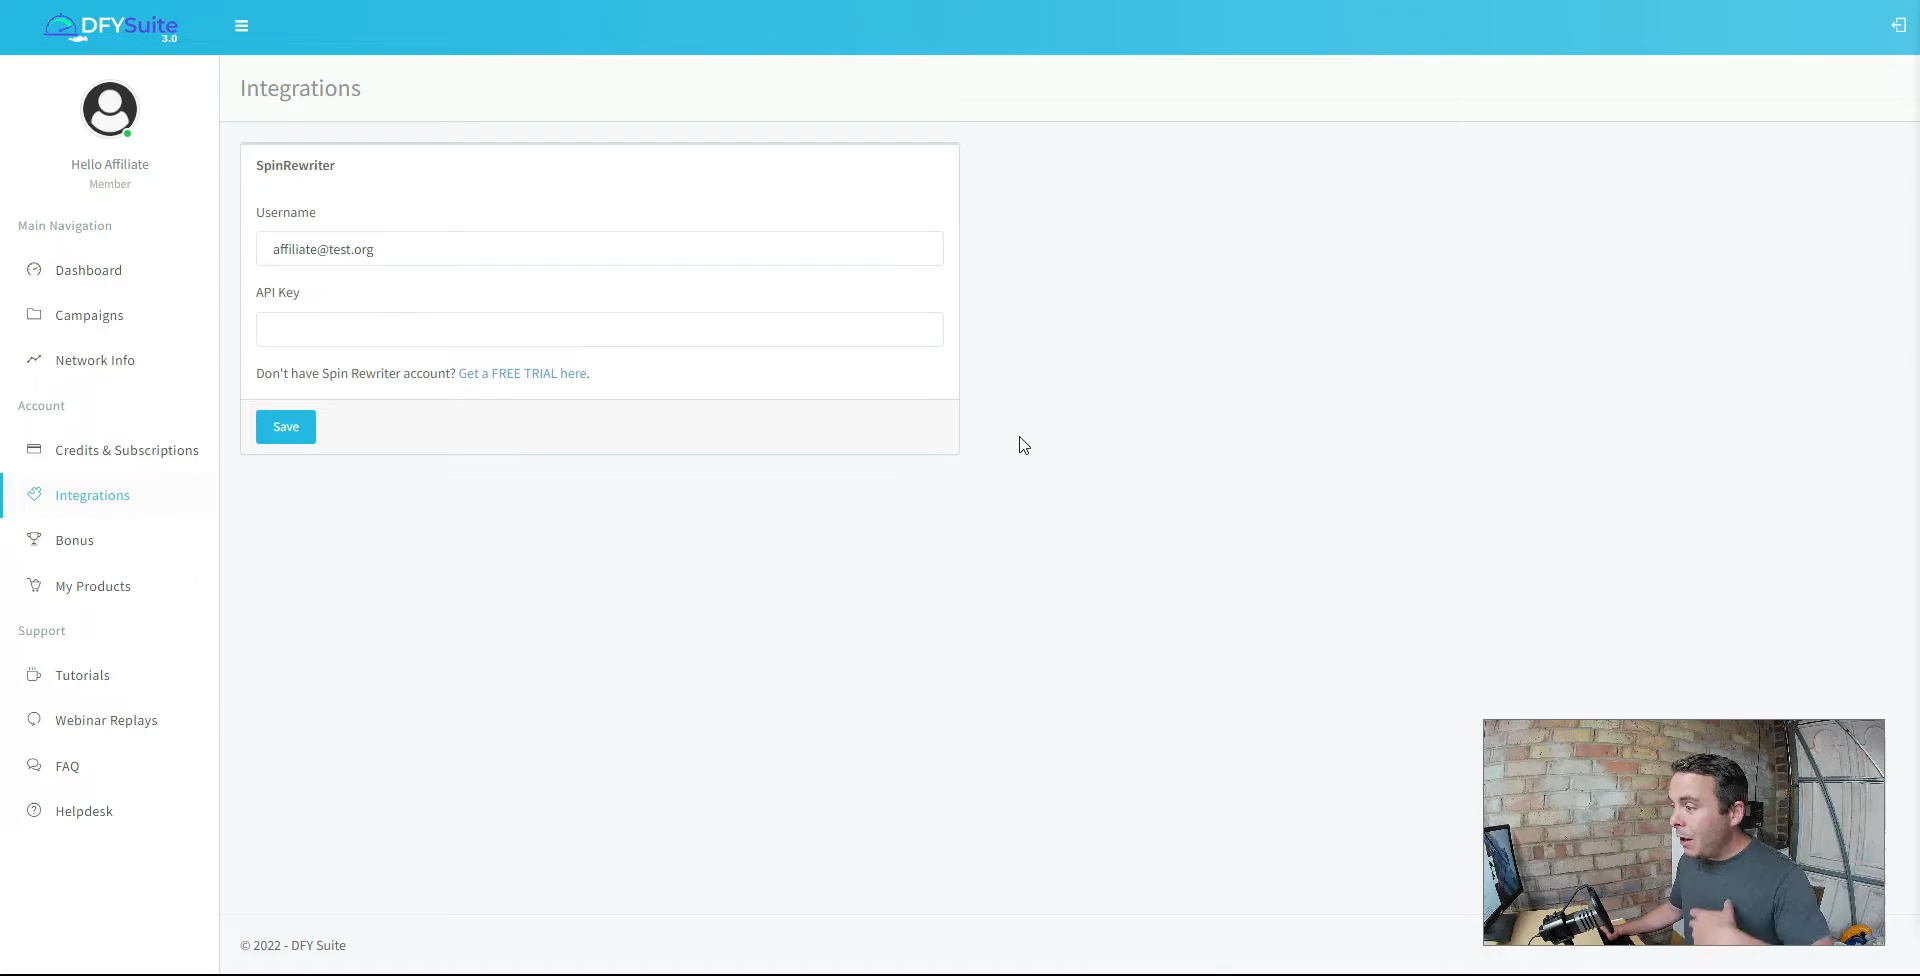 DFYSuite
3.0
Integrations
Hello Affiliate
Member
Main Navigation
Dashboard
Campaigns
Network Info
Account
Credits & Subscriptions
Integrations
Bonus
My Products
Support
Tutorials
Webinar Replays
FAQ
Helpdesk
SpinRewriter
Username
affiliate@test.org
API Key
Don't have Spin Rewriter account? Get a FREE TRIAL here.
Save
© 2022 - DFY Suite